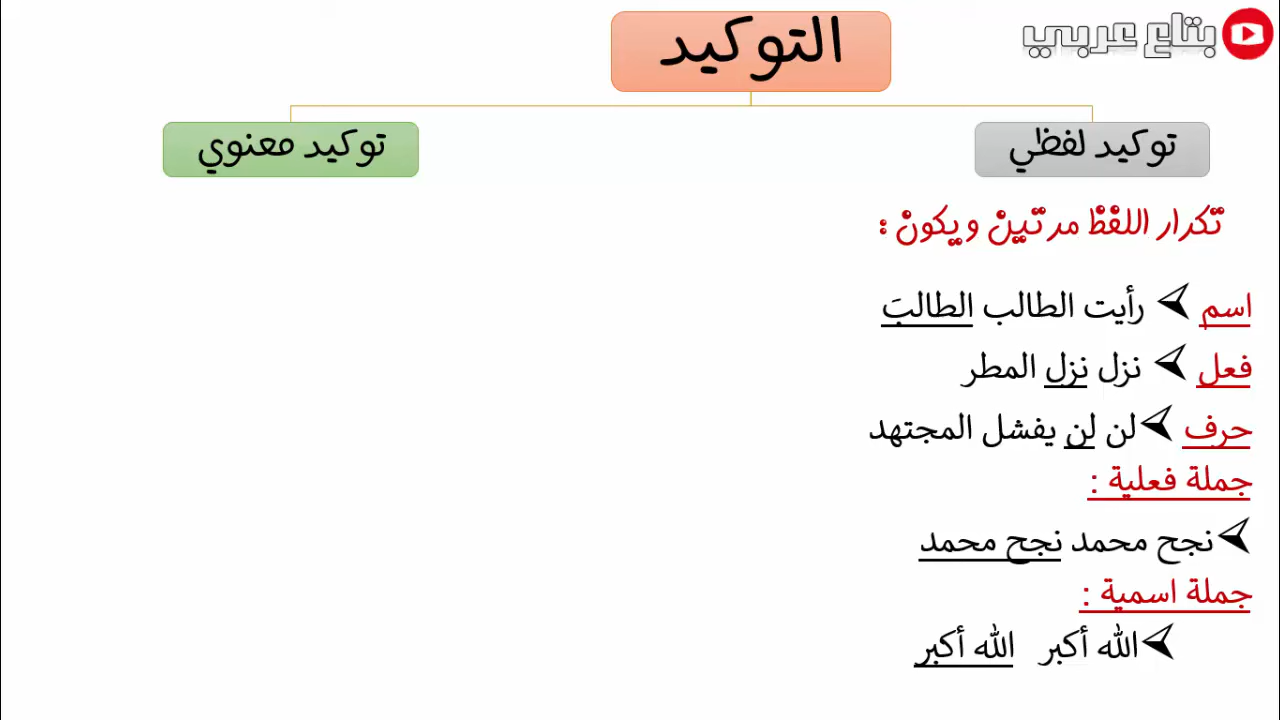 بتاع عربي
التوكيد
توكيد لفظي
توكيد معنوي
تكرار اللفظ مرتين ويكون :
اسم ➤ رأيت الطالب الطالبَ
فعل ➤ نزل نزل المطر
حرف ➤ لن لن يفشل المجتهد
جملة فعلية :
➤ نجح محمد نجح محمد
جملة اسمية :
➤ الله أكبر الله أكبر